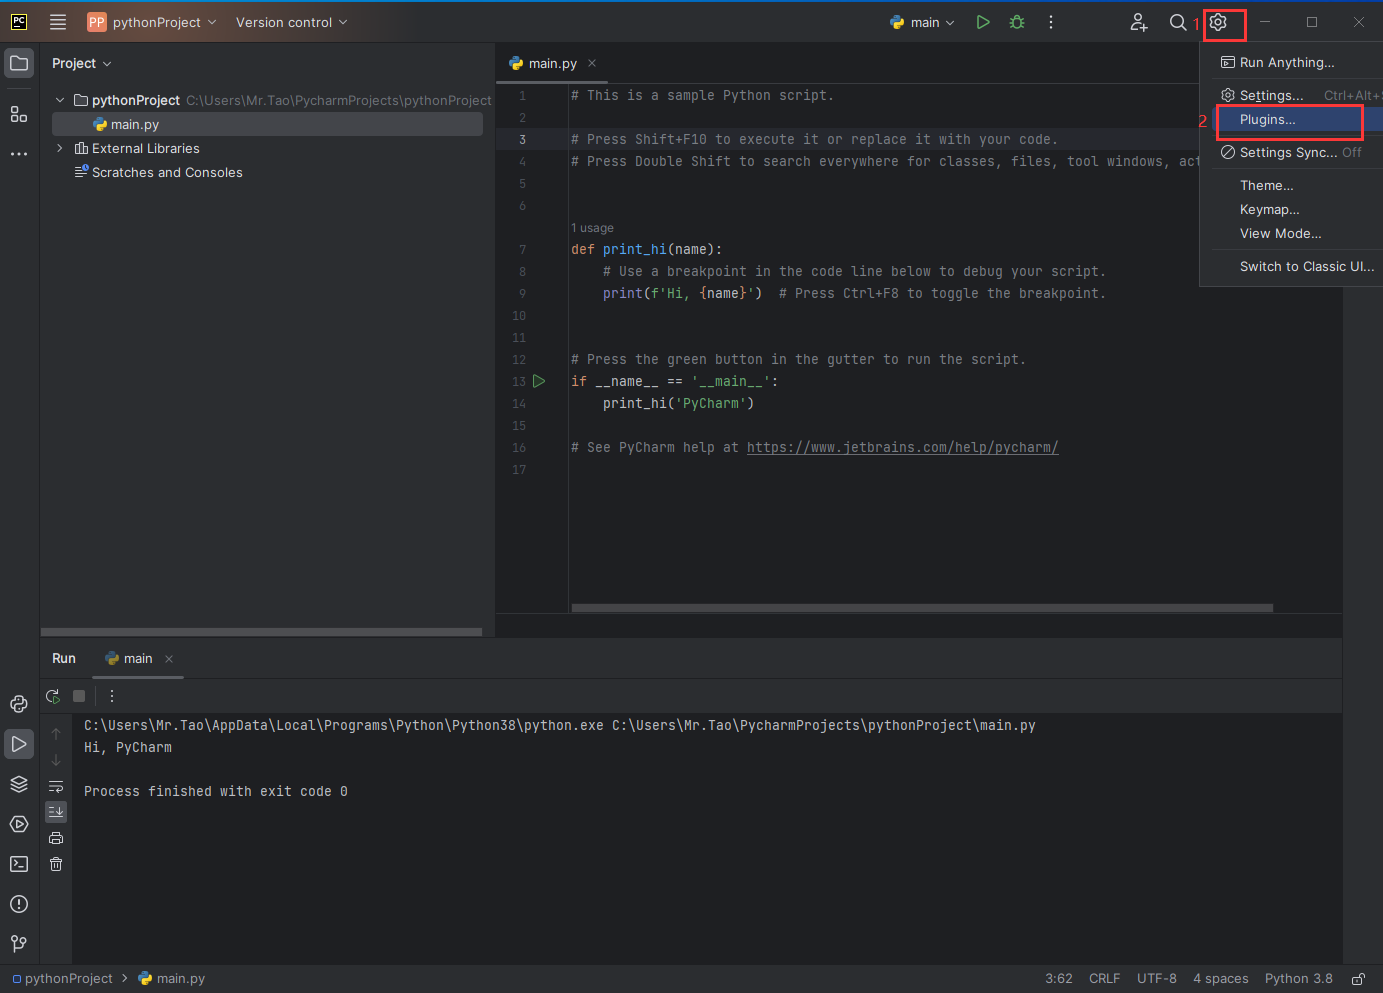 PC
PP pythonProject
Version control
main
1
Project
main.py
Run Anything...
Settings... Ctrl+Alt+S
2 Plugins...
Settings Sync... Off
Theme...
Keymap...
View Mode...
Switch to Classic UI...
pythonProject C:\Users\Mr.Tao\PycharmProjects\pythonProject
main.py
External Libraries
Scratches and Consoles
1 # This is a sample Python script.
2
3 # Press Shift+F10 to execute it or replace it with your code.
4 # Press Double Shift to search everywhere for classes, files, tool windows, act
5
6
1 usage
7 def print_hi(name):
8 # Use a breakpoint in the code line below to debug your script.
9 print(f'Hi, {name}') # Press Ctrl+F8 to toggle the breakpoint.
10
11
12 # Press the green button in the gutter to run the script.
13 if __name__ == '__main__':
14 print_hi('PyCharm')
15
16 # See PyCharm help at https://www.jetbrains.com/help/pycharm/
17
Run
main
C:\Users\Mr.Tao\AppData\Local\Programs\Python\Python38\python.exe C:\Users\Mr.Tao\PycharmProjects\pythonProject\main.py
Hi, PyCharm
Process finished with exit code 0
pythonProject > main.py
3:62 CRLF UTF-8 4 spaces Python 3.8